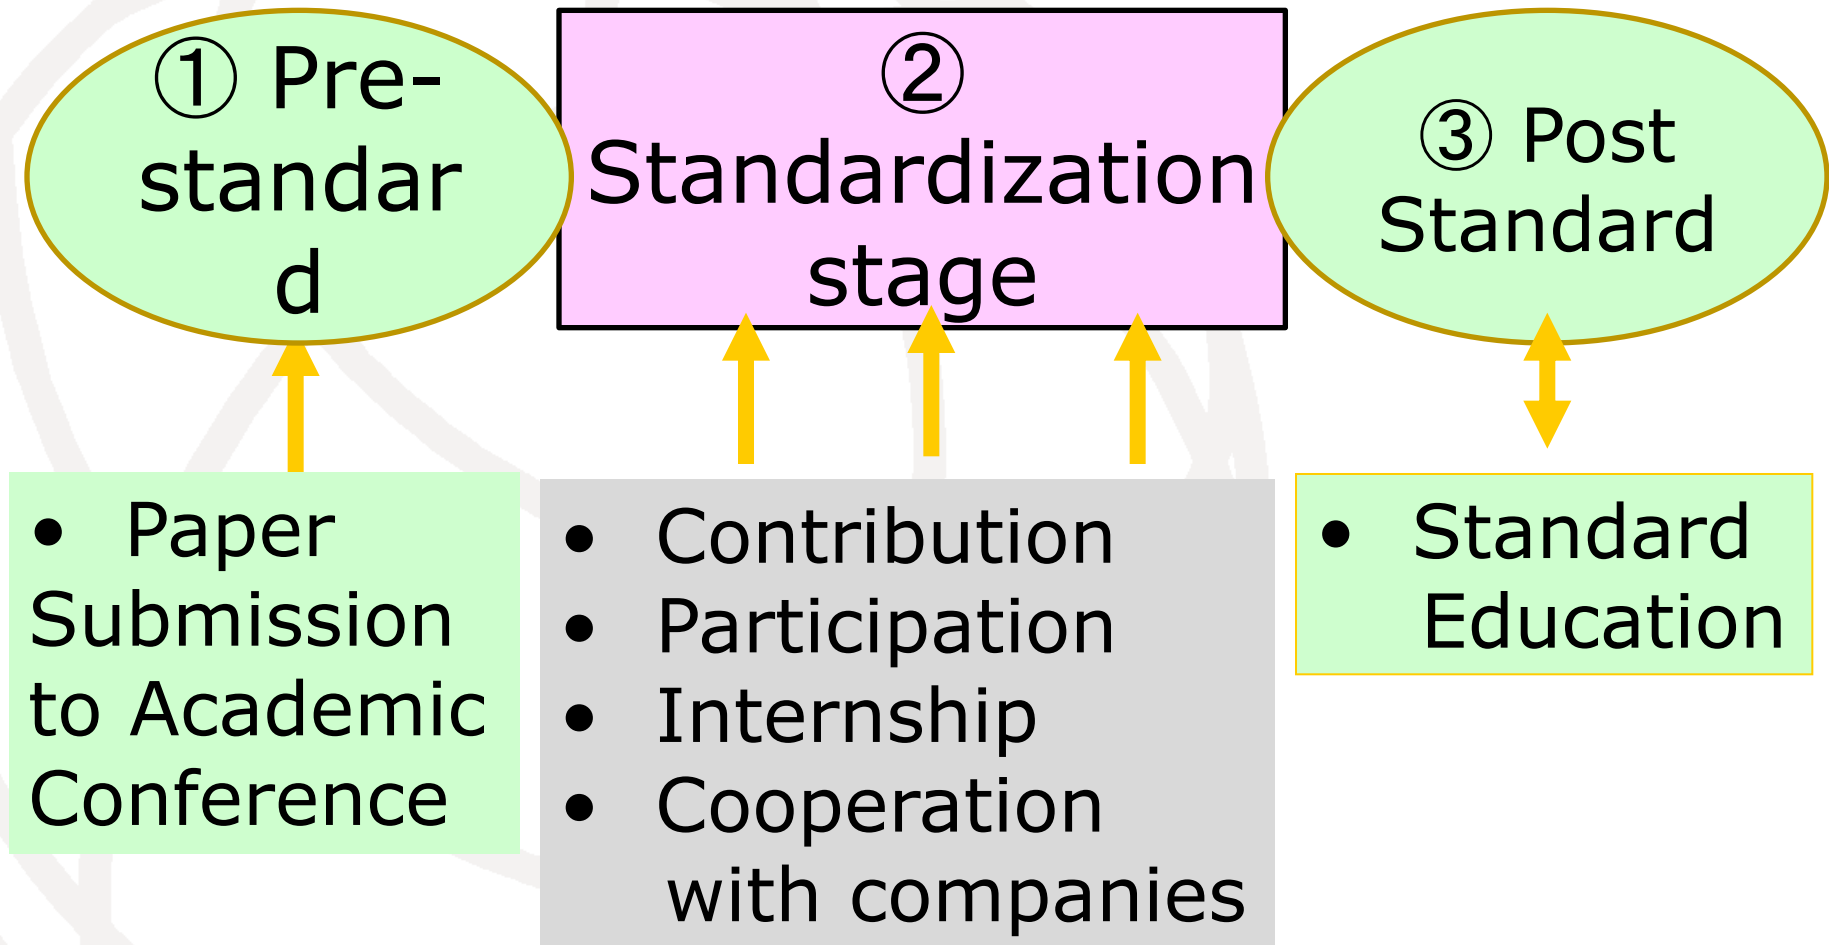 ① Pre-
standar
d
②
Standardization
stage
③ Post
Standard
• Paper
Submission
to Academic
Conference
• Contribution
• Participation
• Internship
• Cooperation
with companies
• Standard
Education